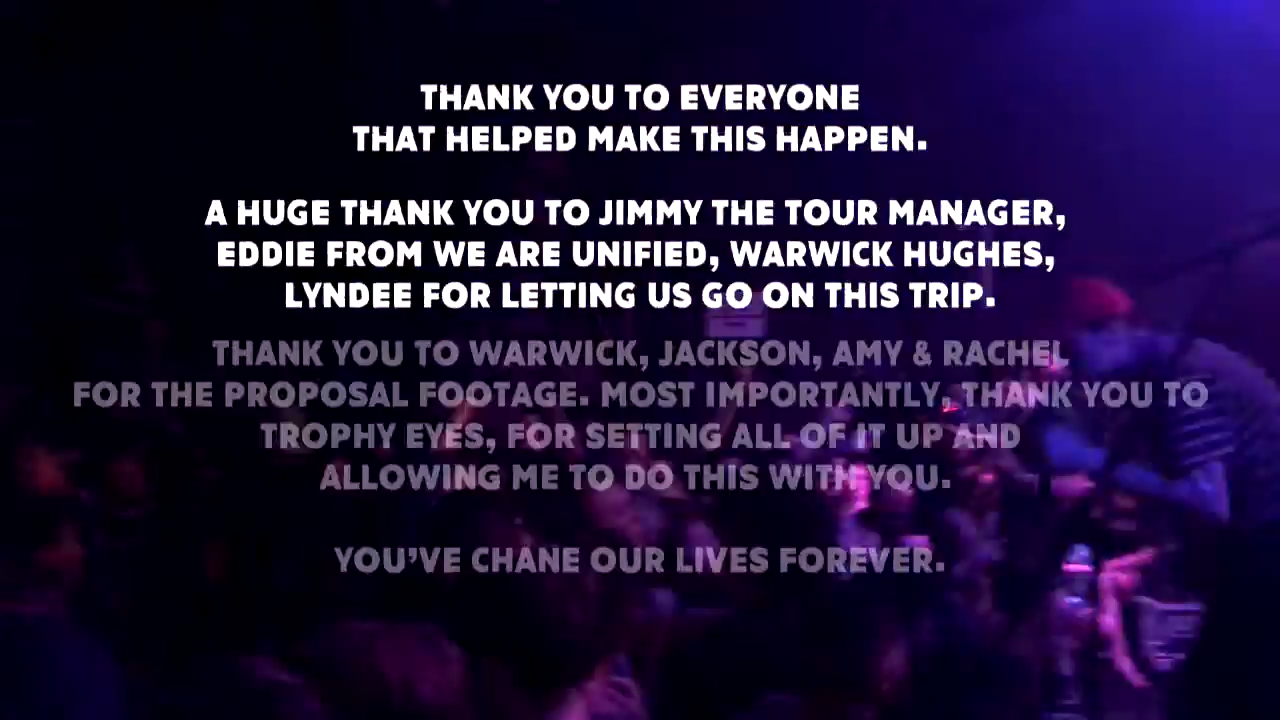 THANK YOU TO EVERYONE
THAT HELPED MAKE THIS HAPPEN.
A HUGE THANK YOU TO JIMMY THE TOUR MANAGER,
EDDIE FROM WE ARE UNIFIED, WARWICK HUGHES,
LYNDEE FOR LETTING US GO ON THIS TRIP.
THANK YOU TO WARWICK, JACKSON, AMY & RACHEL
FOR THE PROPOSAL FOOTAGE. MOST IMPORTANTLY, THANK YOU TO
TROPHY EYES, FOR SETTING ALL OF IT UP AND
ALLOWING ME TO DO THIS WITH YOU.
YOU'VE CHANE OUR LIVES FOREVER.